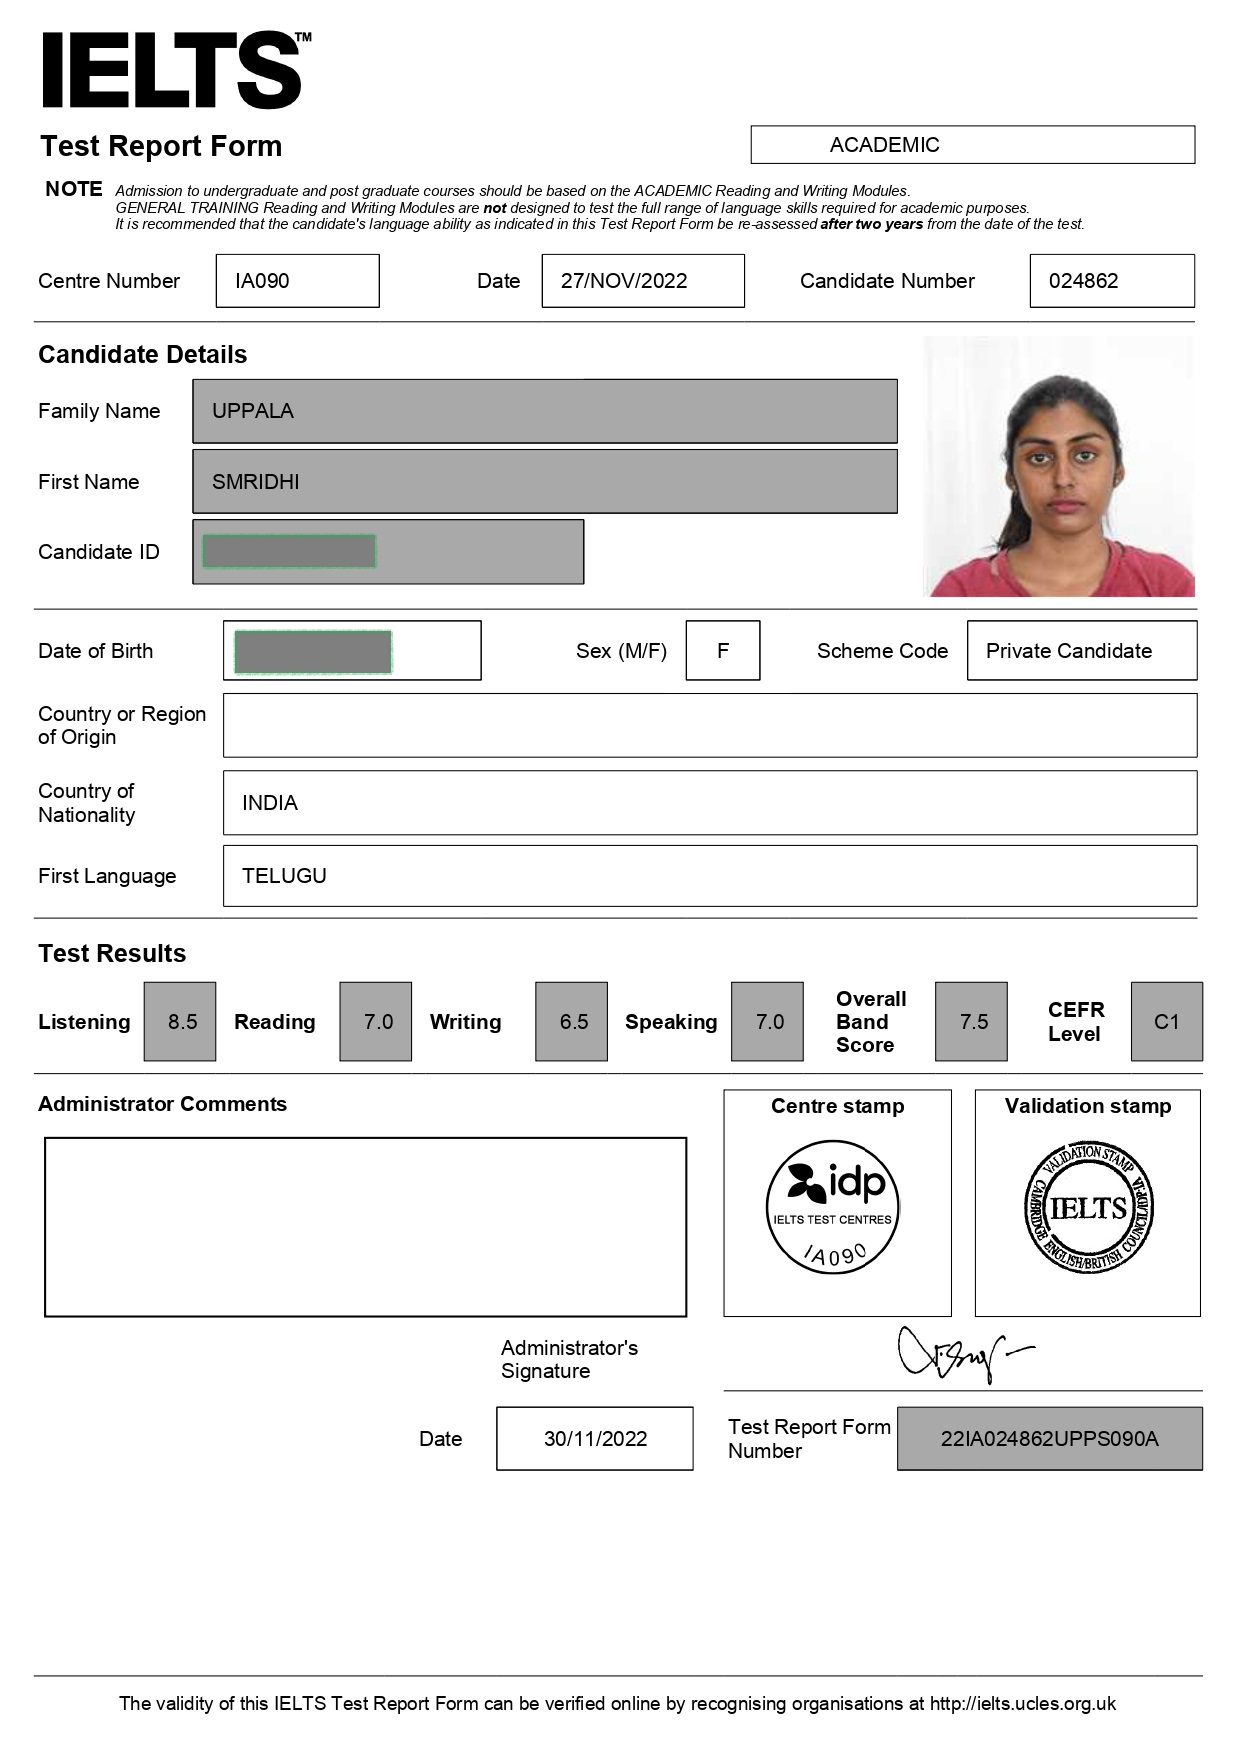 IELTS™
Test Report Form
ACADEMIC
NOTE Admission to undergraduate and post graduate courses should be based on the ACADEMIC Reading and Writing Modules.
GENERAL TRAINING Reading and Writing Modules are not designed to test the full range of language skills required for academic purposes.
It is recommended that the candidate's language ability as indicated in this Test Report Form be re-assessed after two years from the date of the test.
Centre Number IA090 Date 27/NOV/2022 Candidate Number 024862
Candidate Details
Family Name UPPALA
First Name SMRIDHI
Candidate ID
Date of Birth Sex (M/F) F Scheme Code Private Candidate
Country or Region
of Origin
Country of
Nationality
INDIA
First Language TELUGU
Test Results
Listening 8.5 Reading 7.0 Writing 6.5 Speaking 7.0
Overall
Band
Score
7.5
CEFR
Level
C1
Administrator Comments
Centre stamp
idp
IELTS TEST CENTRES
IA090
Validation stamp
VALIDATION STAMP
IELTS
CAMBRIDGE ENGLISH/BRITISH COUNCIL/IDP:IA
Administrator's
Signature
Date 30/11/2022
Test Report Form
Number
22IA024862UPPS090A
The validity of this IELTS Test Report Form can be verified online by recognising organisations at http://ielts.ucles.org.uk